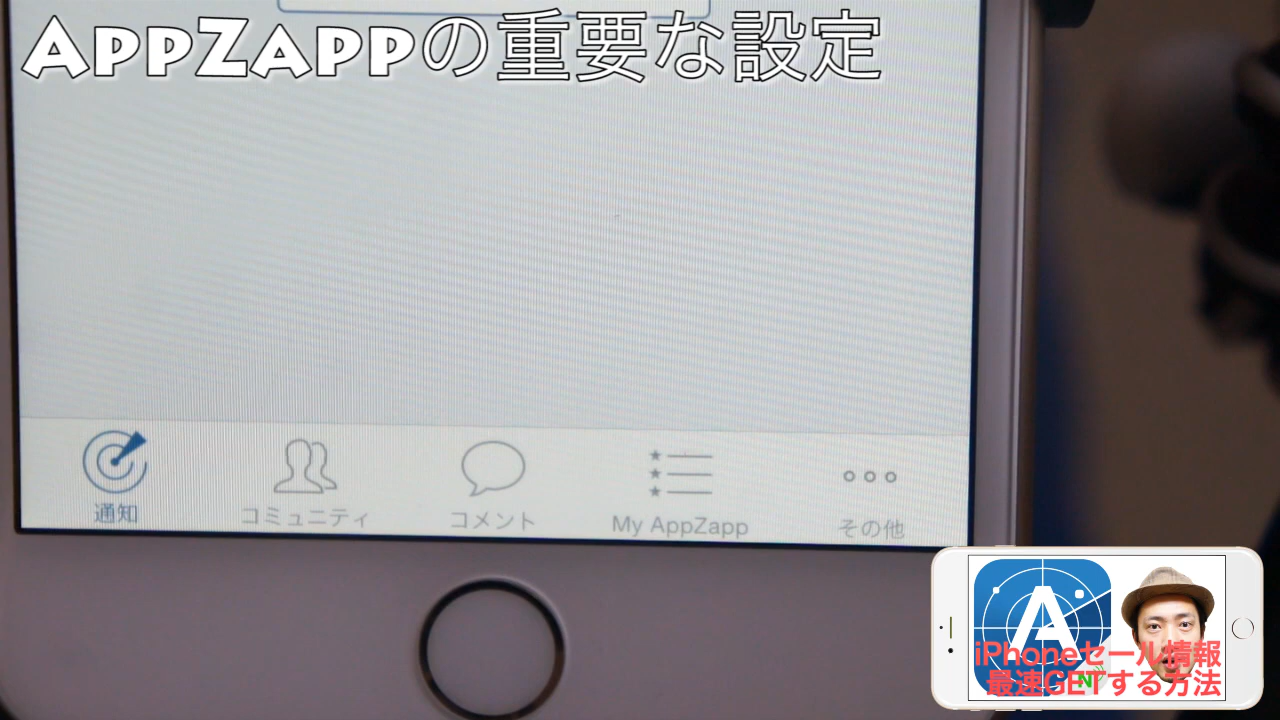 AppZappの重要な設定
通知
コミュニティ
コメント
My AppZapp
その他
A
iPhoneセール情報
最速GETする方法